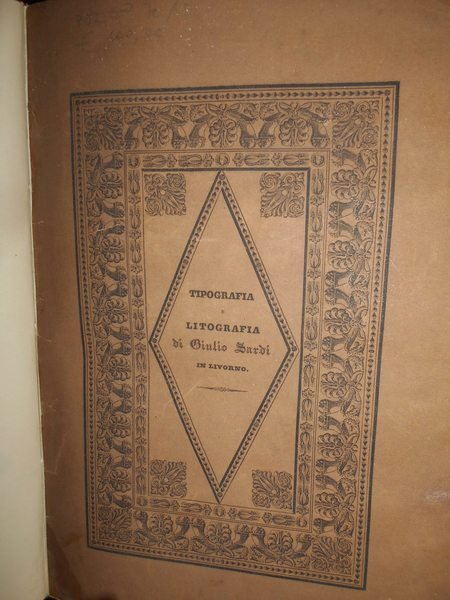 TIPOGRAFIA
E
LITOGRAFIA
di Giulio Sardi
IN LIVORNO.